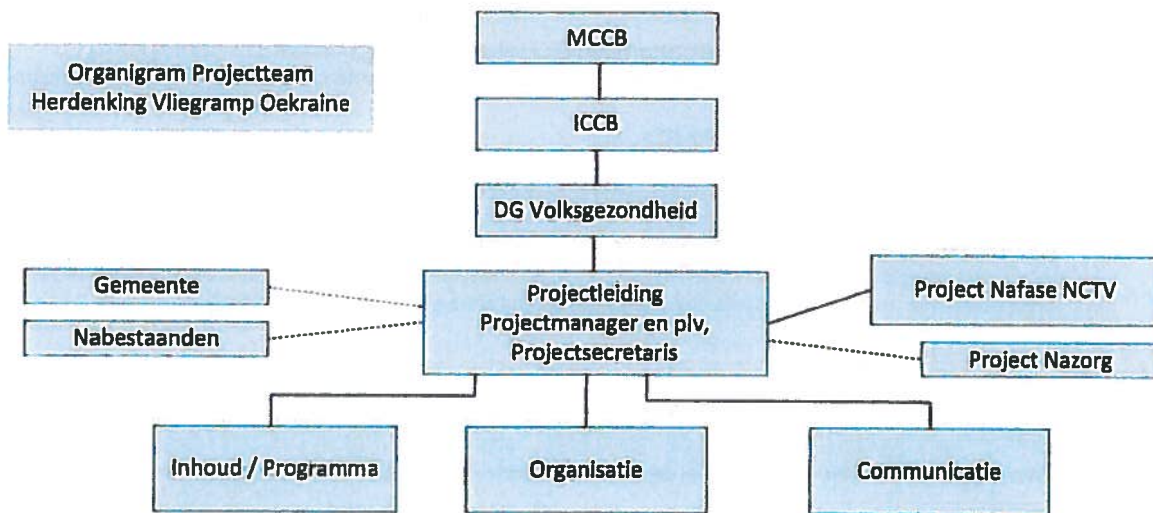 MCCB
Organigram Projectteam
Herdenking Vliegramp Oekraine
ICCB
DG Volksgezondheid
Gemeente
Nabestaanden
Projectleiding
Projectmanager en plv,
Projectsecretaris
Project Nafase NCTV
Project Nazorg
Inhoud / Programma
Organisatie
Communicatie